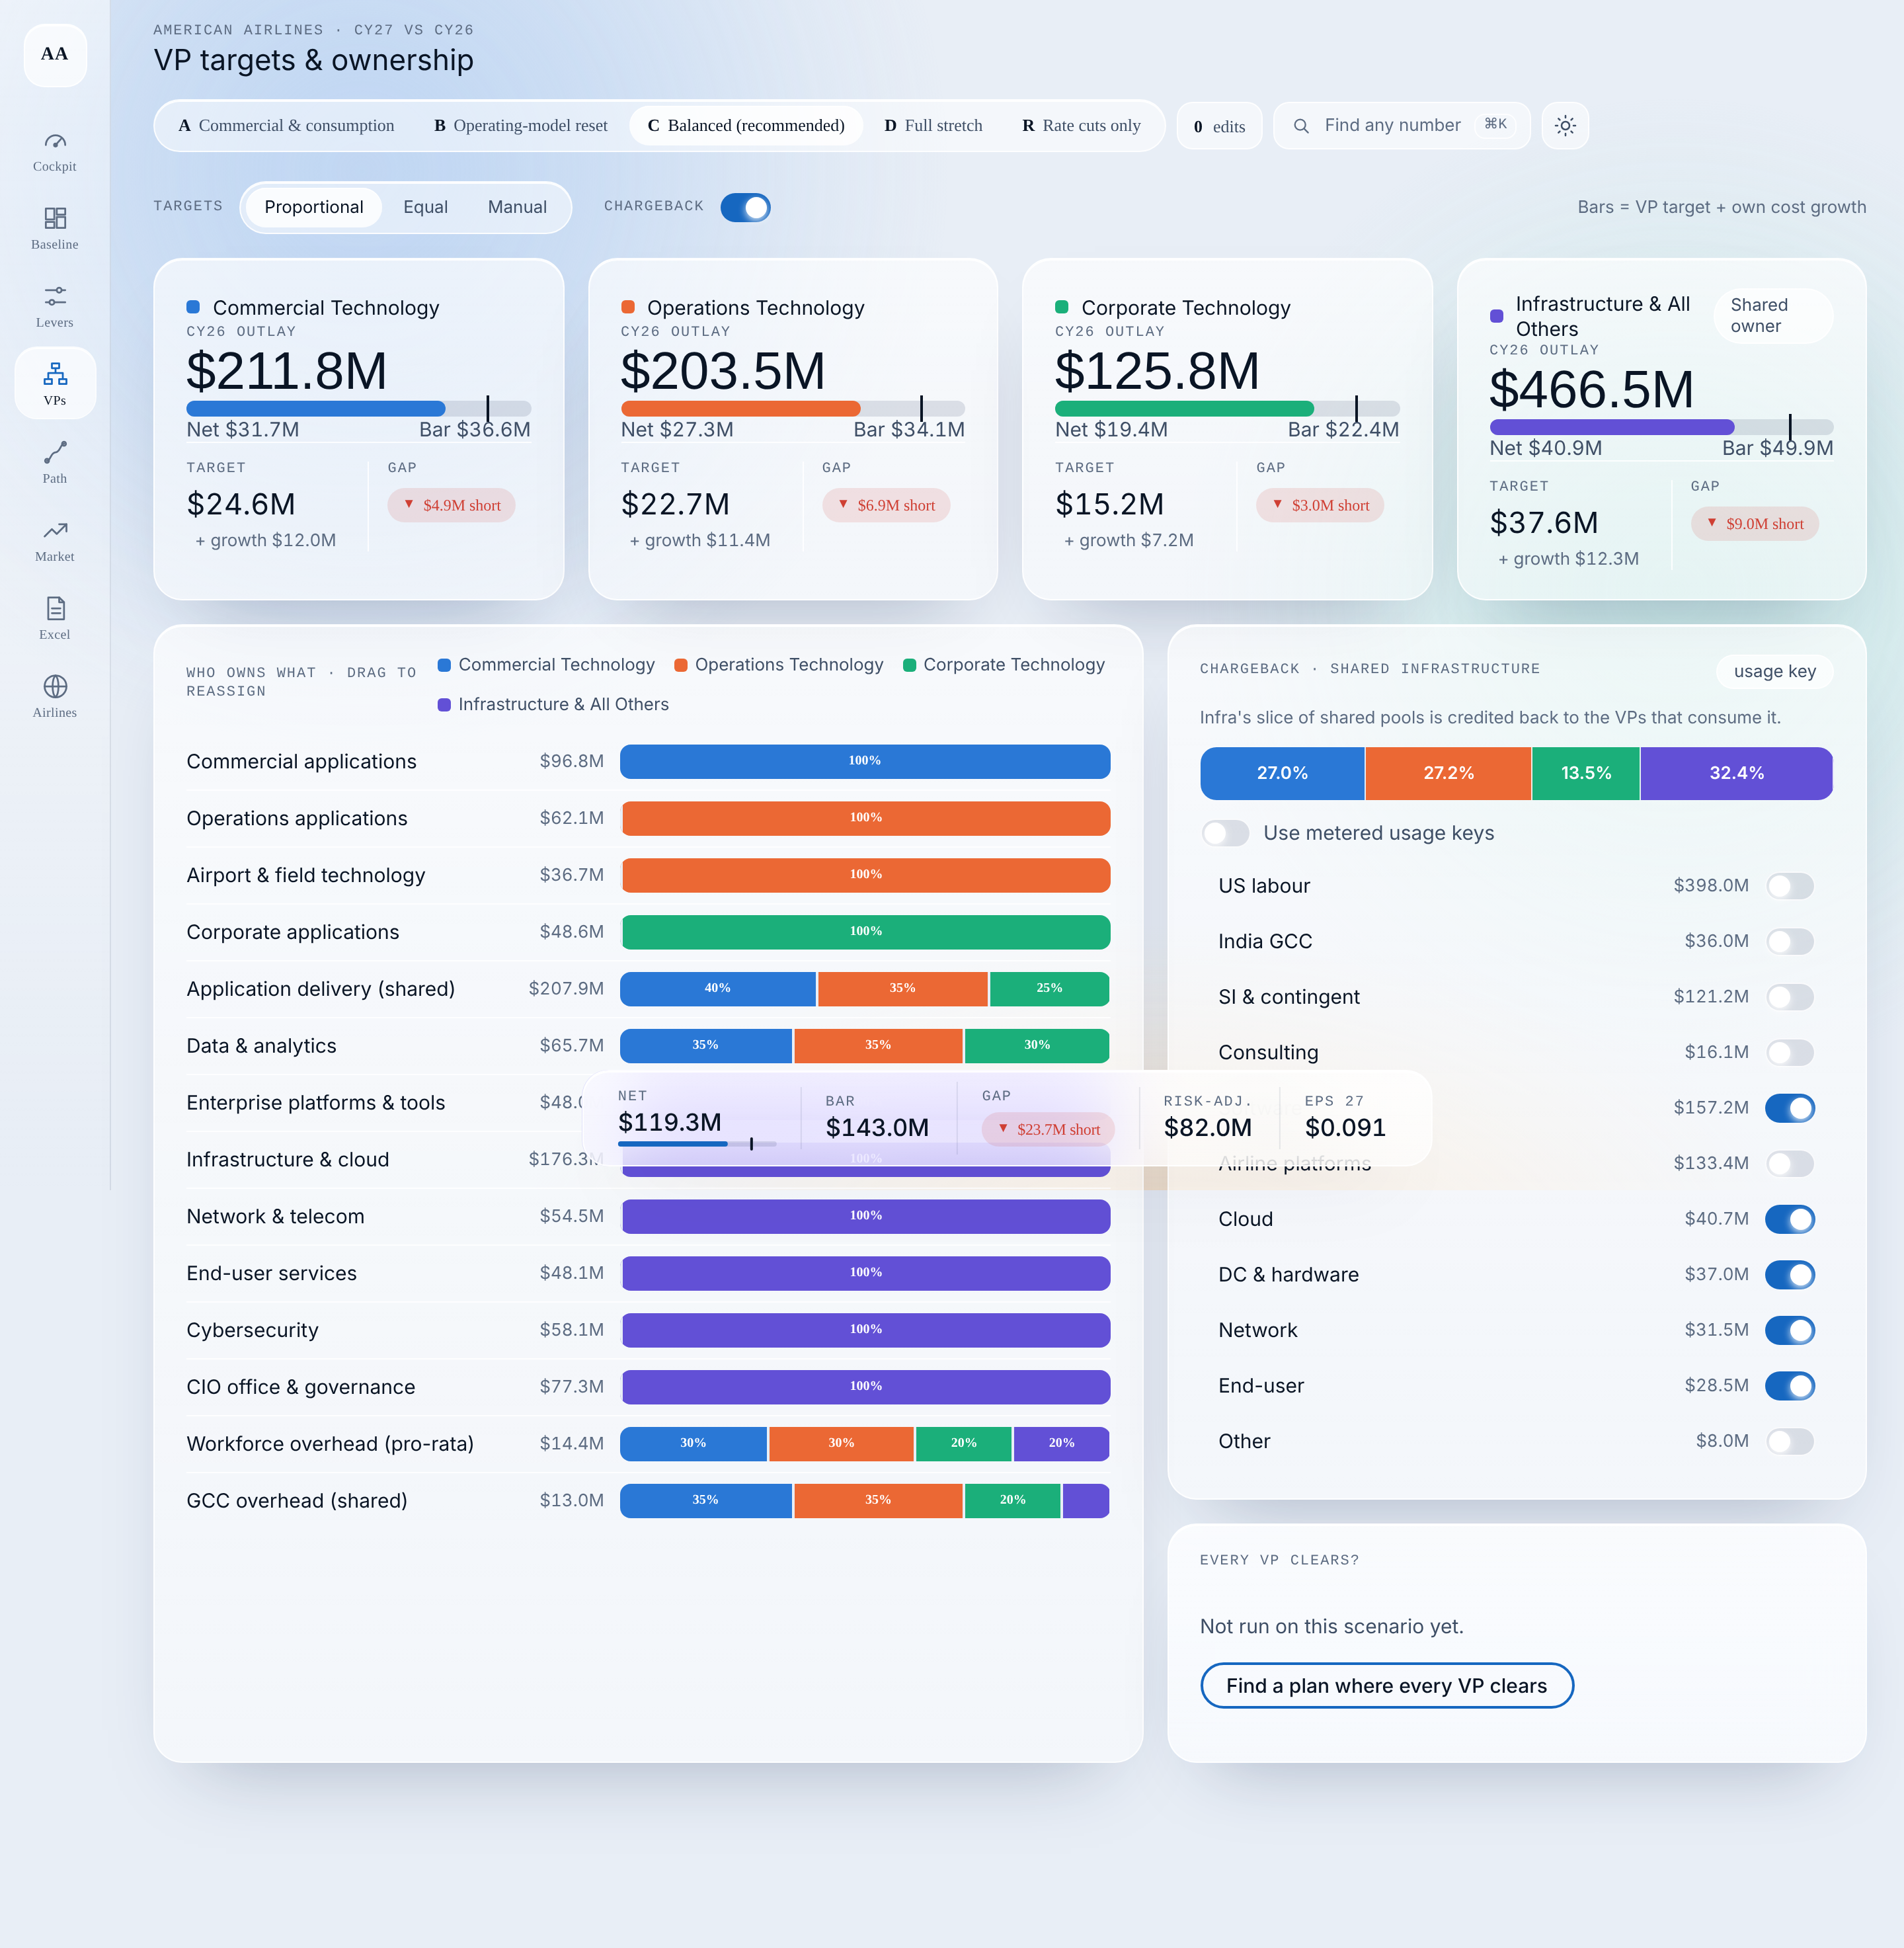 AA
AMERICAN AIRLINES · CY27 VS CY26
VP targets & ownership
A Commercial & consumption
B Operating-model reset
C Balanced (recommended)
D Full stretch
R Rate cuts only
0 edits
Find any number ⌘K
Cockpit
Baseline
Levers
VPs
Path
Market
Excel
Airlines
TARGETS
Proportional
Equal
Manual
CHARGEBACK
Bars = VP target + own cost growth
Commercial Technology
CY26 OUTLAY
$211.8M
Net $31.7M
Bar $36.6M
TARGET
$24.6M
+ growth $12.0M
GAP
▼ $4.9M short
Operations Technology
CY26 OUTLAY
$203.5M
Net $27.3M
Bar $34.1M
TARGET
$22.7M
+ growth $11.4M
GAP
▼ $6.9M short
Corporate Technology
CY26 OUTLAY
$125.8M
Net $19.4M
Bar $22.4M
TARGET
$15.2M
+ growth $7.2M
GAP
▼ $3.0M short
Infrastructure & All
Others
Shared
owner
CY26 OUTLAY
$466.5M
Net $40.9M
Bar $49.9M
TARGET
$37.6M
+ growth $12.3M
GAP
▼ $9.0M short
WHO OWNS WHAT · DRAG TO
REASSIGN
Commercial Technology
Operations Technology
Corporate Technology
Infrastructure & All Others
Commercial applications $96.8M 100%
Operations applications $62.1M 100%
Airport & field technology $36.7M 100%
Corporate applications $48.6M 100%
Application delivery (shared) $207.9M 40% 35% 25%
Data & analytics $65.7M 35% 35% 30%
Enterprise platforms & tools
Infrastructure & cloud $176.3M 100%
Network & telecom $54.5M 100%
End-user services $48.1M 100%
Cybersecurity $58.1M 100%
CIO office & governance $77.3M 100%
Workforce overhead (pro-rata) $14.4M 30% 30% 20% 20%
GCC overhead (shared) $13.0M 35% 35% 20%
NET
$119.3M
BAR
$143.0M
GAP
▼ $23.7M short
RISK-ADJ.
$82.0M
EPS 27
$0.091
CHARGEBACK · SHARED INFRASTRUCTURE
usage key
Infra's slice of shared pools is credited back to the VPs that consume it.
27.0% 27.2% 13.5% 32.4%
Use metered usage keys
US labour $398.0M
India GCC $36.0M
SI & contingent $121.2M
Consulting $16.1M
$157.2M
Airline platforms $133.4M
Cloud $40.7M
DC & hardware $37.0M
Network $31.5M
End-user $28.5M
Other $8.0M
EVERY VP CLEARS?
Not run on this scenario yet.
Find a plan where every VP clears